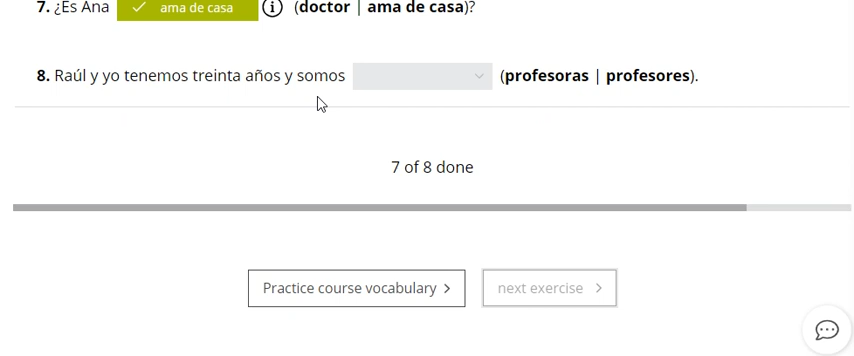 7. ¿Es Ana ama de casa (doctor | ama de casa)?
8. Raúl y yo tenemos treinta años y somos (profesoras | profesores).
7 of 8 done
Practice course vocabulary
next exercise